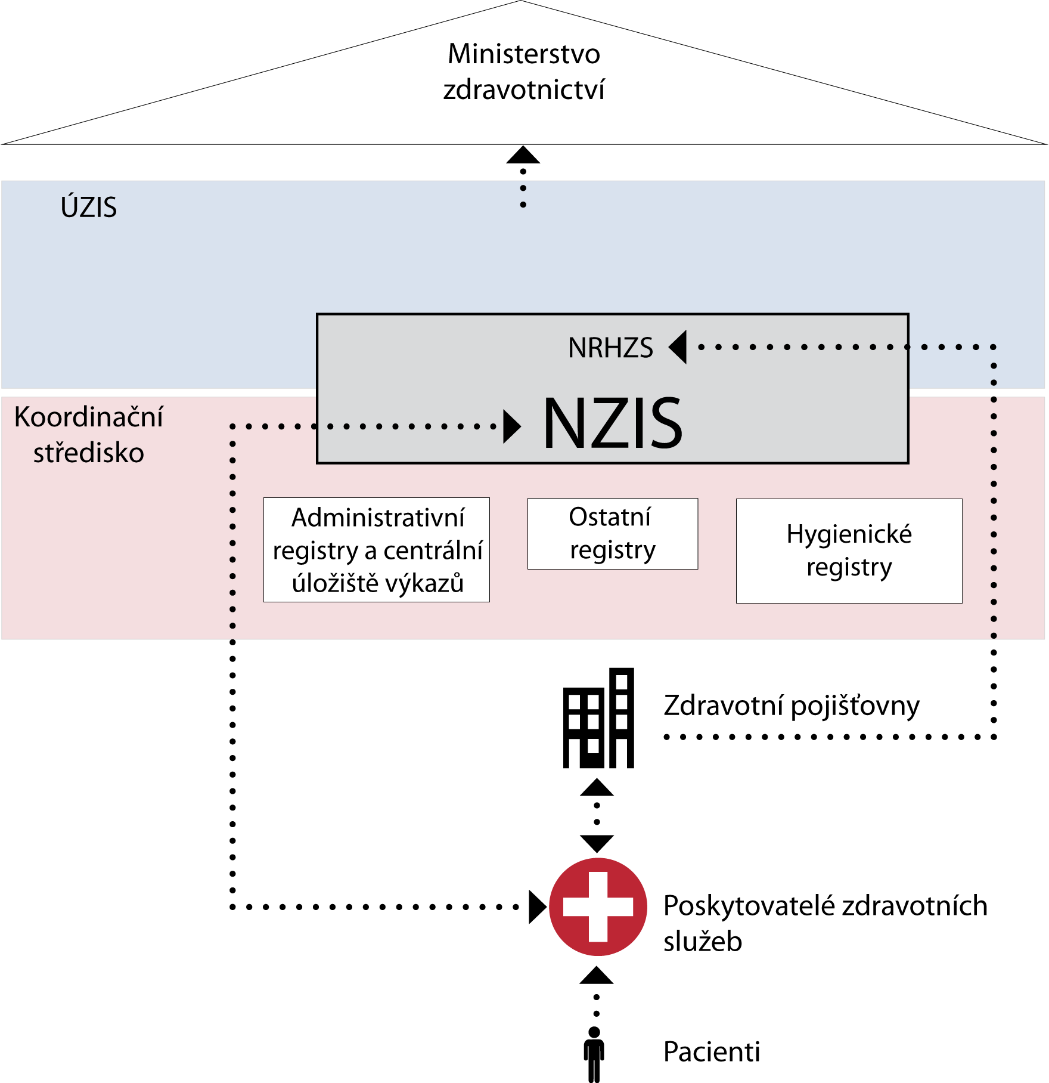 Ministerstvo
zdravotnictví
ÚZIS
NRHZS
NZIS
Koordinační
středisko
Administrativní
registry a centrální
úložiště výkazů
Ostatní
registry
Hygienické
registry
Zdravotní pojišťovny
Poskytovatelé zdravotních
služeb
Pacienti